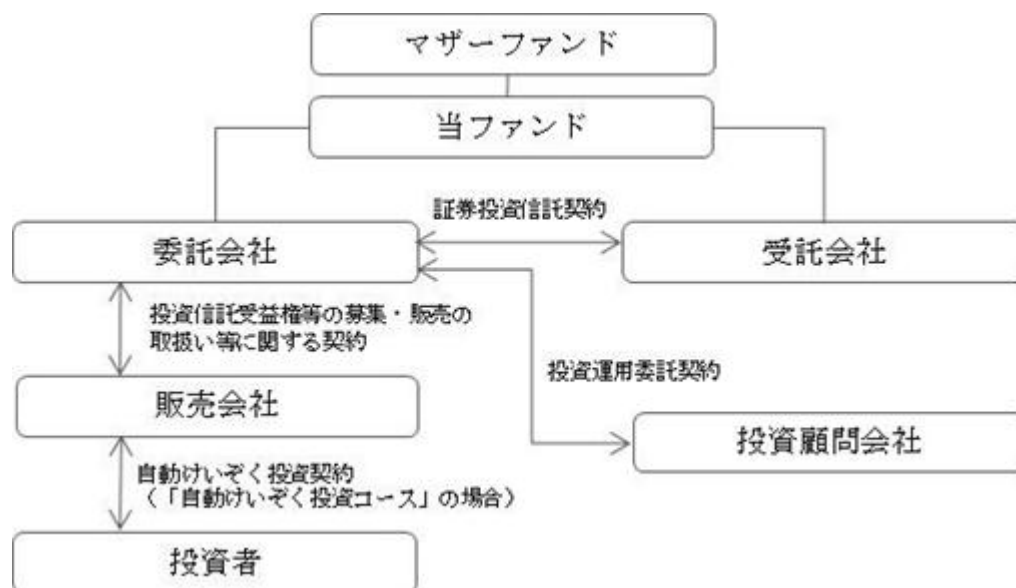 マザーファンド
当ファンド
証券投資信託契約
委託会社
受託会社
投資信託受益権等の募集・販売の
取扱い等に関する契約
投資運用委託契約
販売会社
投資顧問会社
自動けいぞく投資契約
(「自動けいぞく投資コース」の場合)
投資者